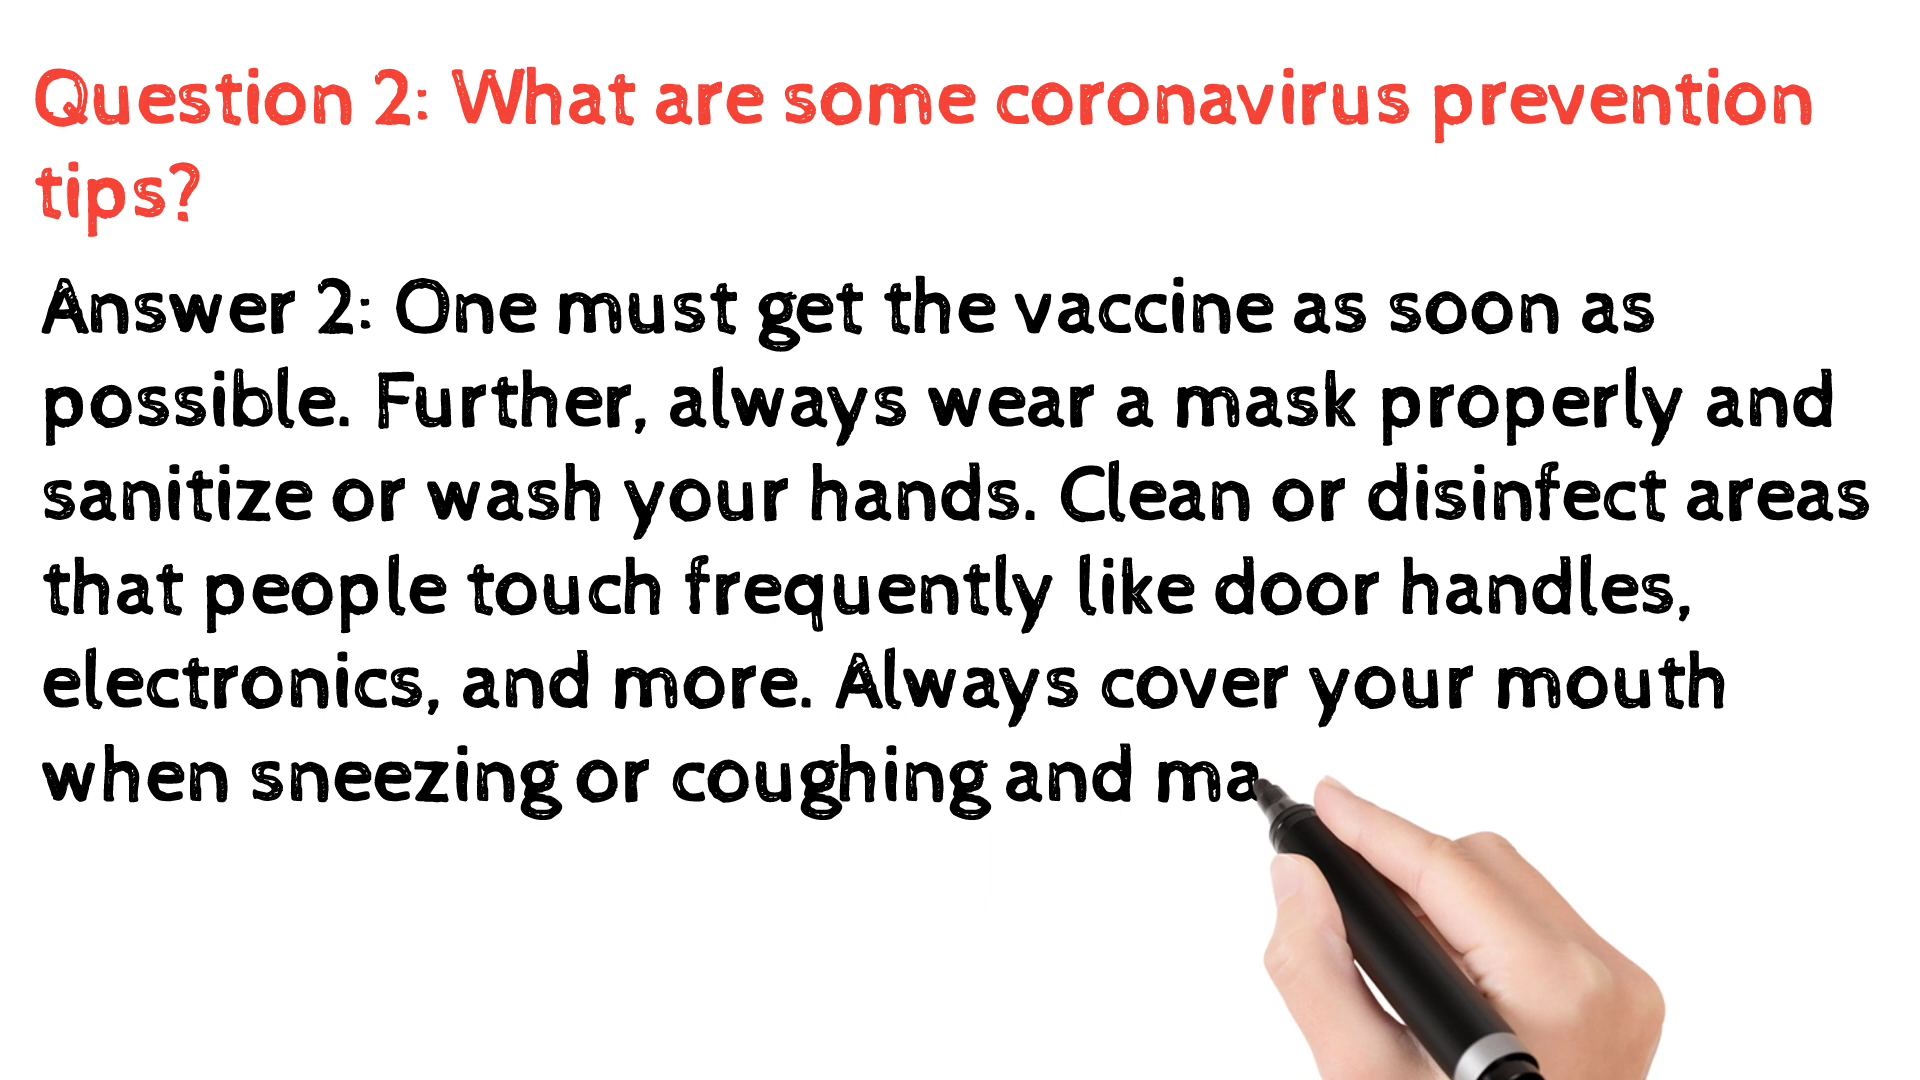 Question 2: What are some coronavirus prevention
tips?
Answer 2: One must get the vaccine as soon as
possible. Further, always wear a mask properly and
sanitize or wash your hands. Clean or disinfect areas
that people touch frequently like door handles,
electronics, and more. Always cover your mouth
when sneezing or coughing and ma